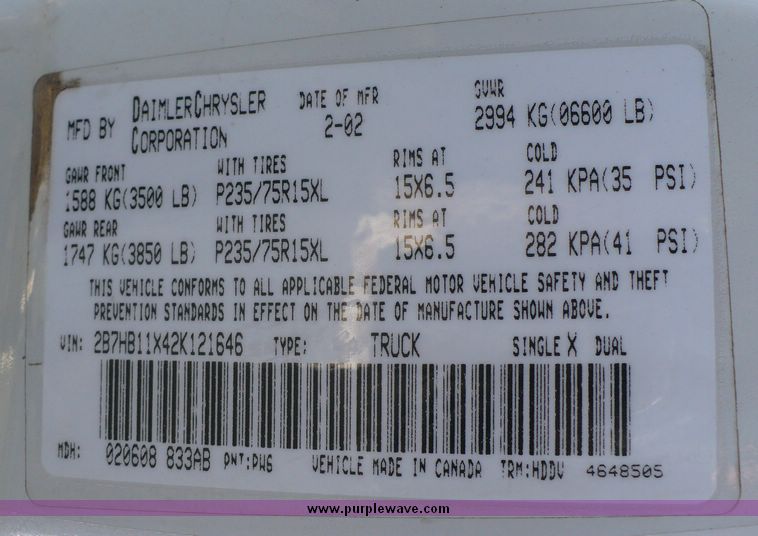 MFD BY DAIMLERCHRYSLER CORPORATION DATE OF MFR 2-02 GVWR 2994 KG(06600 LB)
GAWR FRONT WITH TIRES RIMS AT COLD
1588 KG(3500 LB) P235/75R15XL 15X6.5 241 KPA(35 PSI)
GAWR REAR WITH TIRES RIMS AT COLD
1747 KG(3850 LB) P235/75R15XL 15X6.5 282 KPA(41 PSI)
THIS VEHICLE CONFORMS TO ALL APPLICABLE FEDERAL MOTOR VEHICLE SAFETY AND THEFT
PREVENTION STANDARDS IN EFFECT ON THE DATE OF MANUFACTURE SHOWN ABOVE.
VIN: 2B7HB11X42K121646 TYPE: TRUCK SINGLE X DUAL
MDH: 020608 833AB PNT:PW6 VEHICLE MADE IN CANADA TRM:HDDV 4648505
www.purplewave.com